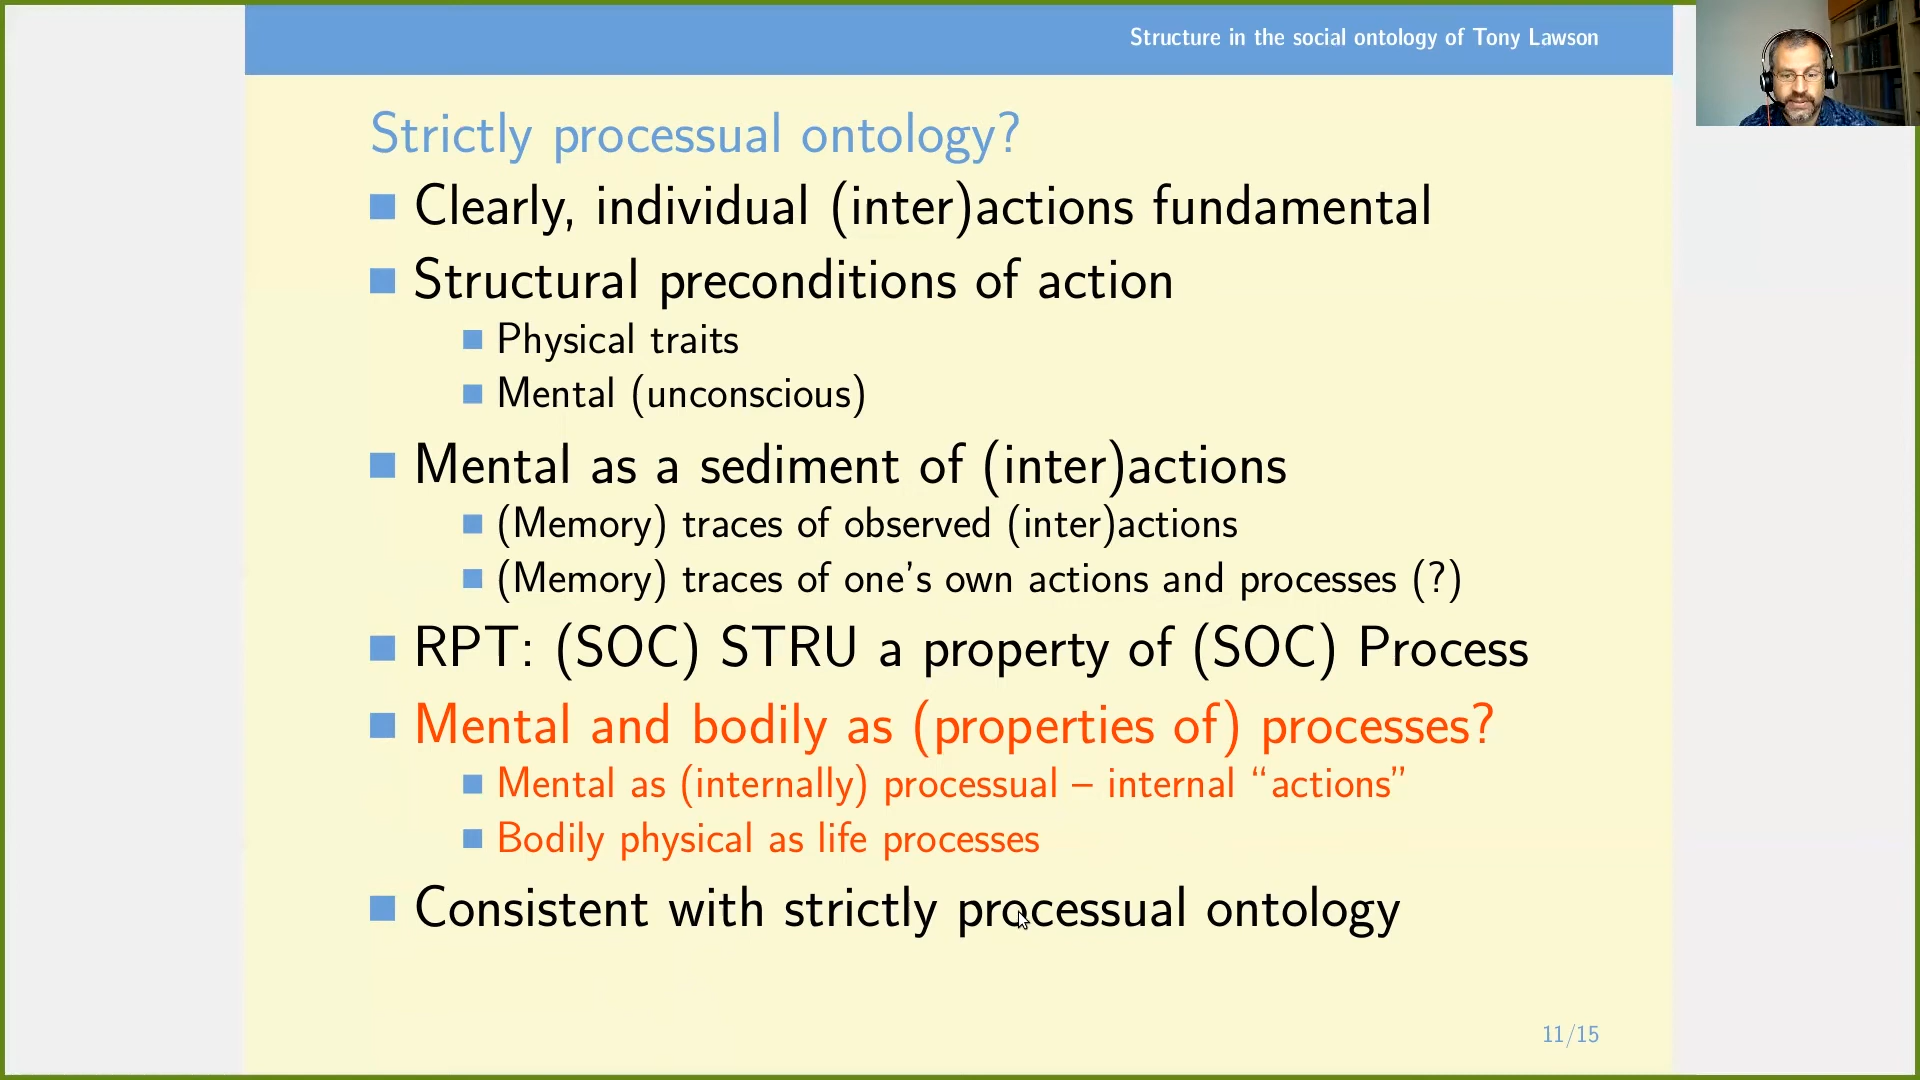 Structure in the social ontology of Tony Lawson
Strictly processual ontology?
Clearly, individual (inter)actions fundamental
Structural preconditions of action
Physical traits
Mental (unconscious)
Mental as a sediment of (inter)actions
(Memory) traces of observed (inter)actions
(Memory) traces of one’s own actions and processes (?)
RPT: (SOC) STRU a property of (SOC) Process
Mental and bodily as (properties of) processes?
Mental as (internally) processual – internal “actions”
Bodily physical as life processes
Consistent with strictly processual ontology
11/15